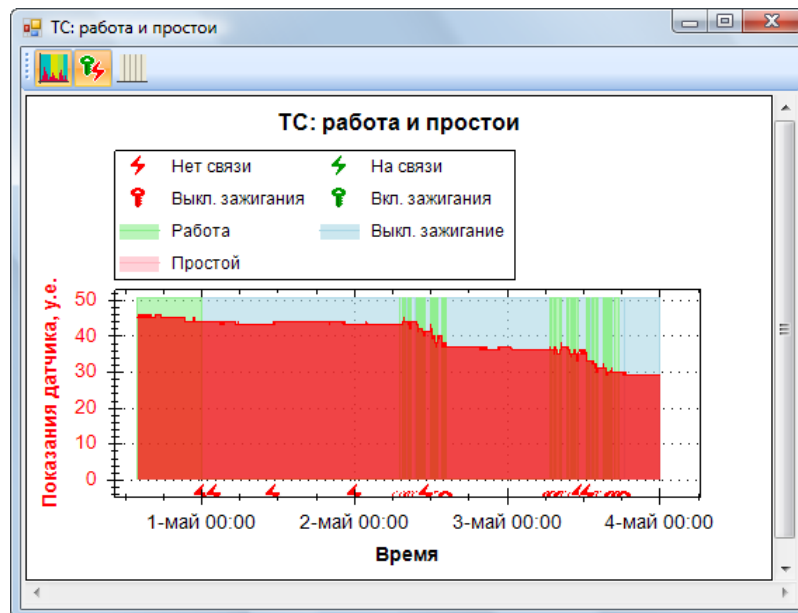 ТС: работа и простои
ТС: работа и простои
Нет связи На связи
Выкл. зажигания Вкл. зажигания
Работа Выкл. зажигание
Простой
Показания датчика, у.е.
50
40
30
20
10
0
1-май 00:00 2-май 00:00 3-май 00:00 4-май 00:00
Время